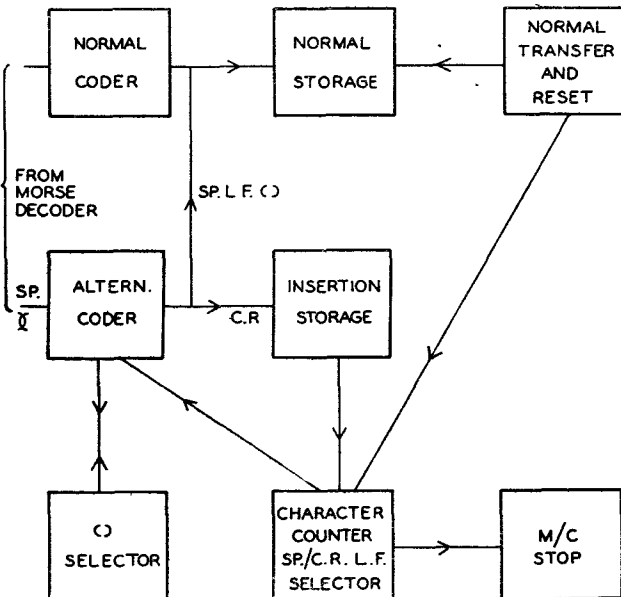 NORMAL
CODER
NORMAL
STORAGE
NORMAL
TRANSFER
AND
RESET
FROM
MORSE
DECODER
SP. L F. ()
SP.
ALTERN.
CODER
C.R
INSERTION
STORAGE
()
SELECTOR
CHARACTER
COUNTER
SP./C.R. L.F.
SELECTOR
M/C
STOP